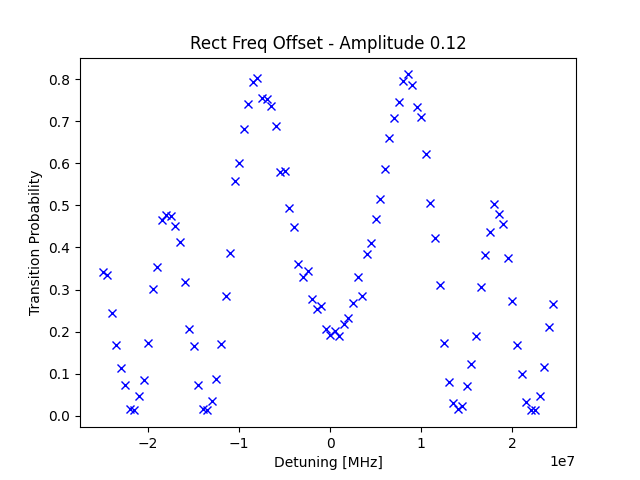 Rect Freq Offset - Amplitude 0.12
Transition Probability
0.8
0.7
0.6
0.5
0.4
0.3
0.2
0.1
0.0
−2 −1 0 1 2
1e7
Detuning [MHz]